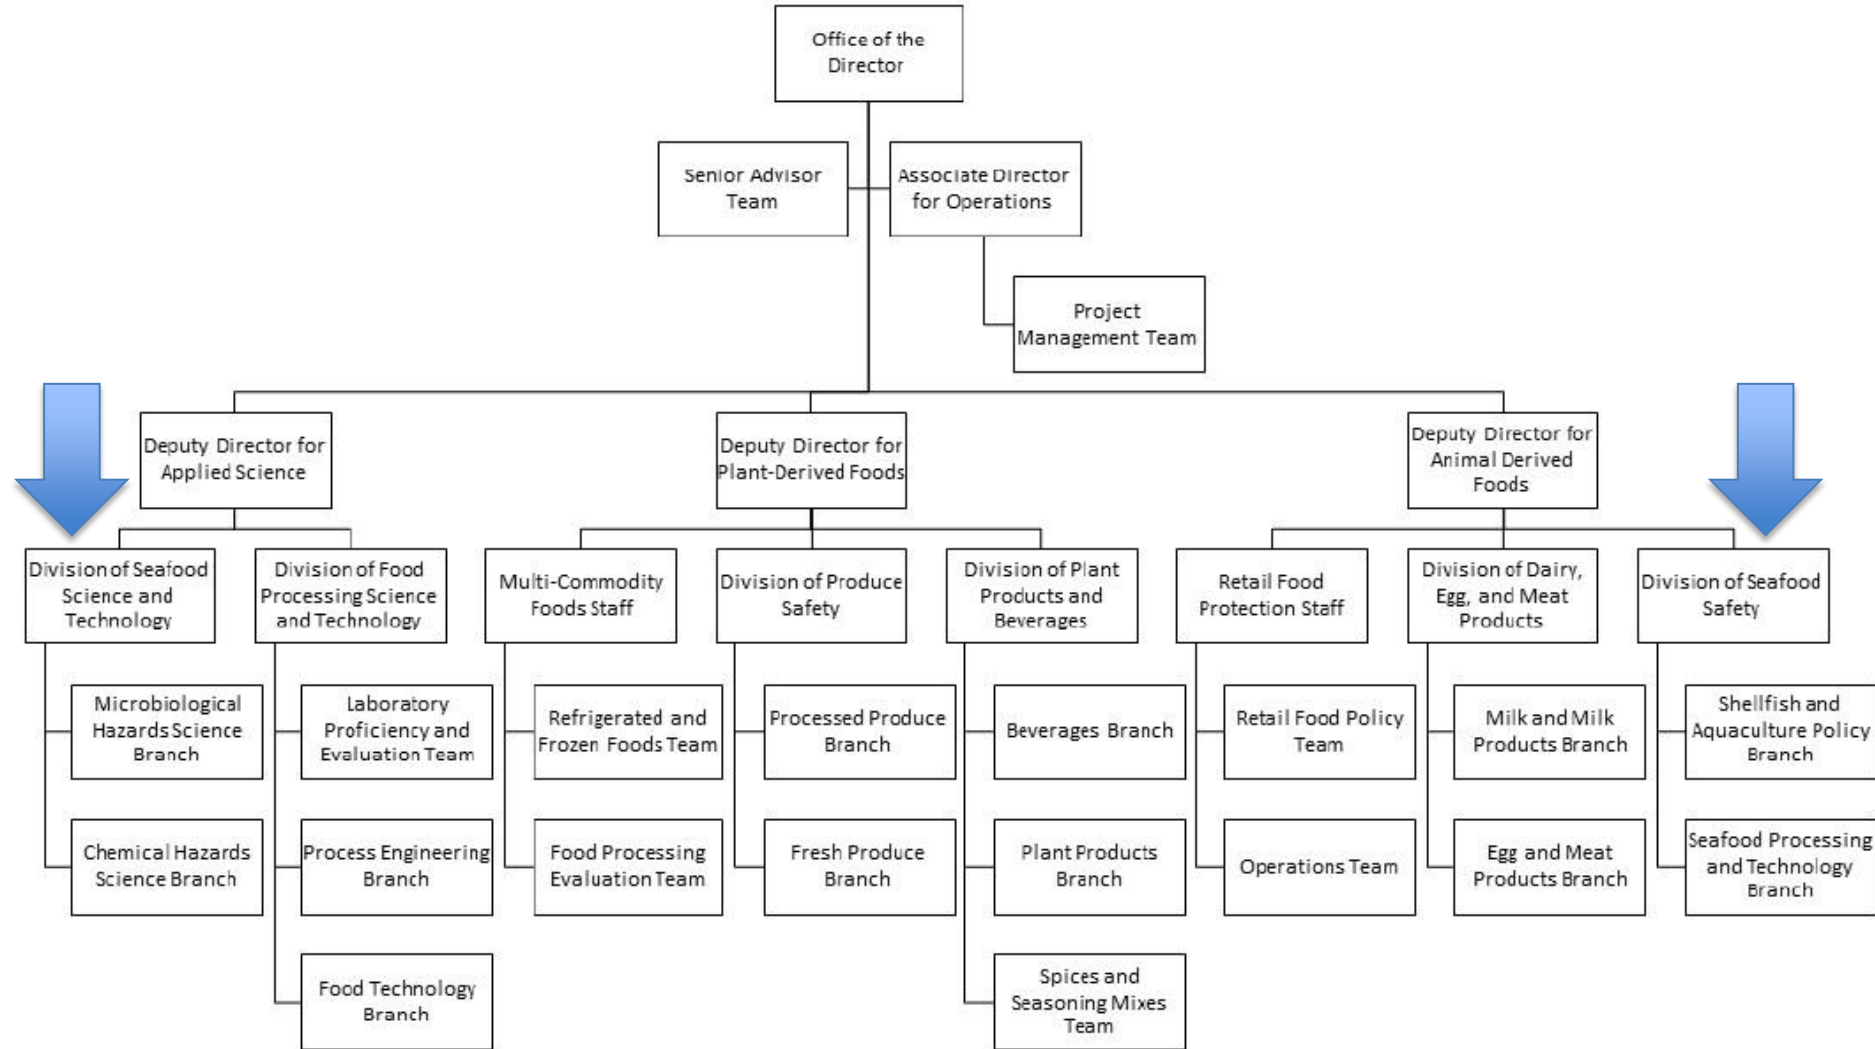 Office of the
Director
Senior Advisor
Team
Associate Director
for Operations
Project
Management Team
Deputy Director for
Applied Science
Deputy Director for
Plant-Derived Foods
Deputy Director for
Animal Derived
Foods
Division of Seafood
Science and
Technology
Division of Food
Processing Science
and Technology
Multi-Commodity
Foods Staff
Division of Produce
Safety
Division of Plant
Products and
Beverages
Retail Food
Protection Staff
Division of Dairy,
Egg, and Meat
Products
Division of Seafood
Safety
Microbiological
Hazards Science
Branch
Laboratory
Proficiency and
Evaluation Team
Refrigerated and
Frozen Foods Team
Processed Produce
Branch
Beverages Branch
Retail Food Policy
Team
Milk and Milk
Products Branch
Shellfish and
Aquaculture Policy
Branch
Chemical Hazards
Science Branch
Process Engineering
Branch
Food Processing
Evaluation Team
Fresh Produce
Branch
Plant Products
Branch
Operations Team
Egg and Meat
Products Branch
Seafood Processing
and Technology
Branch
Food Technology
Branch
Spices and
Seasoning Mixes
Team